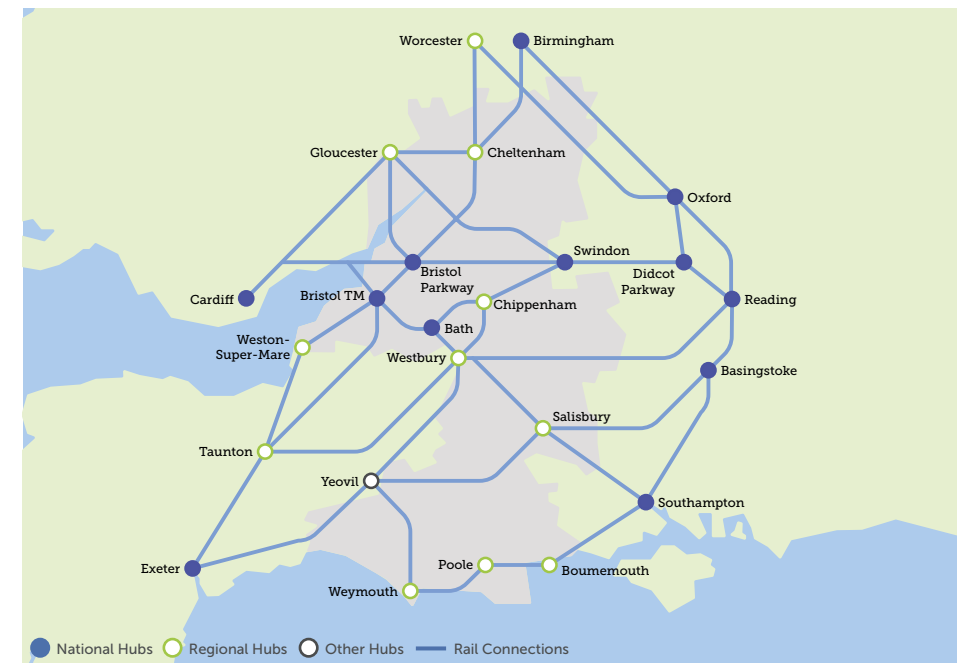 Worcester
Birmingham
Gloucester
Cheltenham
Oxford
Swindon
Bristol
Parkway
Didcot
Parkway
Cardiff
Bristol TM
Chippenham
Reading
Bath
Weston-
Super-Mare
Westbury
Basingstoke
Salisbury
Taunton
Yeovil
Southampton
Exeter
Poole
Boumemouth
Weymouth
National Hubs
Regional Hubs
Other Hubs
Rail Connections